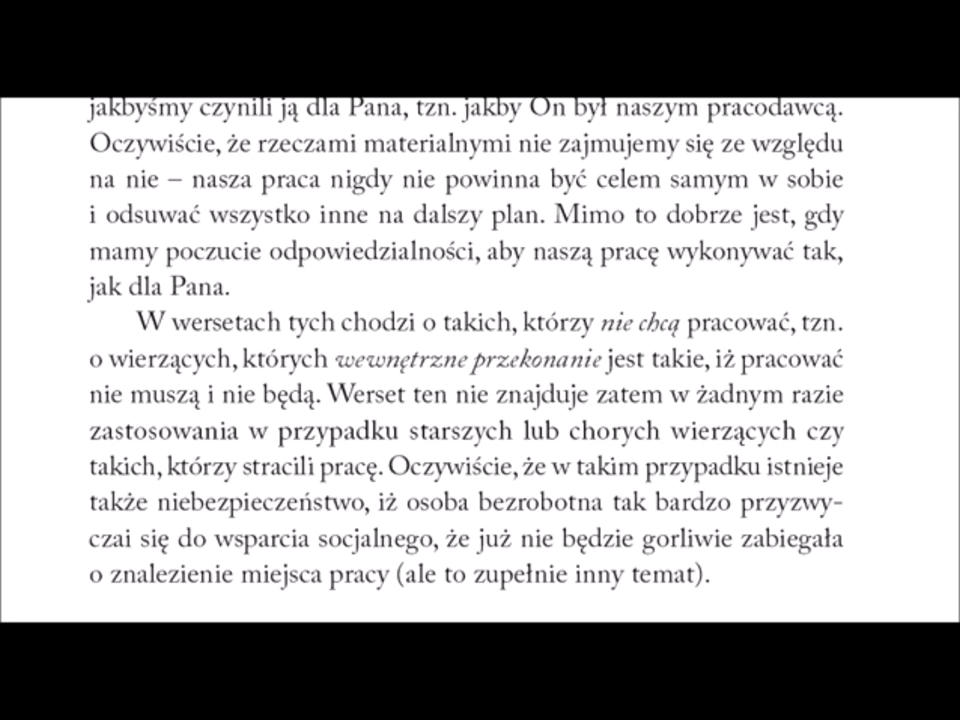 jakbyśmy czynili ją dla Pana, tzn. jakby On był naszym pracodawcą.
Oczywiście, że rzeczami materialnymi nie zajmujemy się ze względu
na nie – nasza praca nigdy nie powinna być celem samym w sobie
i odsuwać wszystko inne na dalszy plan. Mimo to dobrze jest, gdy
mamy poczucie odpowiedzialności, aby naszą pracę wykonywać tak,
jak dla Pana.
W wersetach tych chodzi o takich, którzy nie chcą pracować, tzn.
o wierzących, których wewnętrzne przekonanie jest takie, iż pracować
nie muszą i nie będą. Werset ten nie znajduje zatem w żadnym razie
zastosowania w przypadku starszych lub chorych wierzących czy
takich, którzy stracili pracę. Oczywiście, że w takim przypadku istnieje
także niebezpieczeństwo, iż osoba bezrobotna tak bardzo przyzwy-
czai się do wsparcia socjalnego, że już nie będzie gorliwie zabiegała
o znalezienie miejsca pracy (ale to zupełnie inny temat).